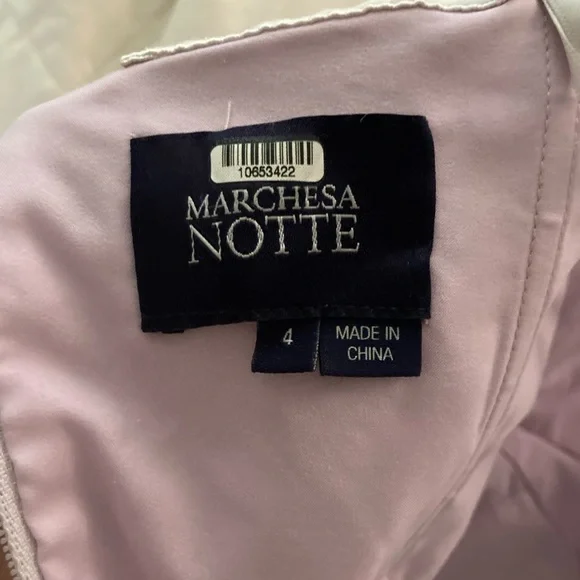 10653422
MARCHESA
NOTTE
4
MADE IN
CHINA